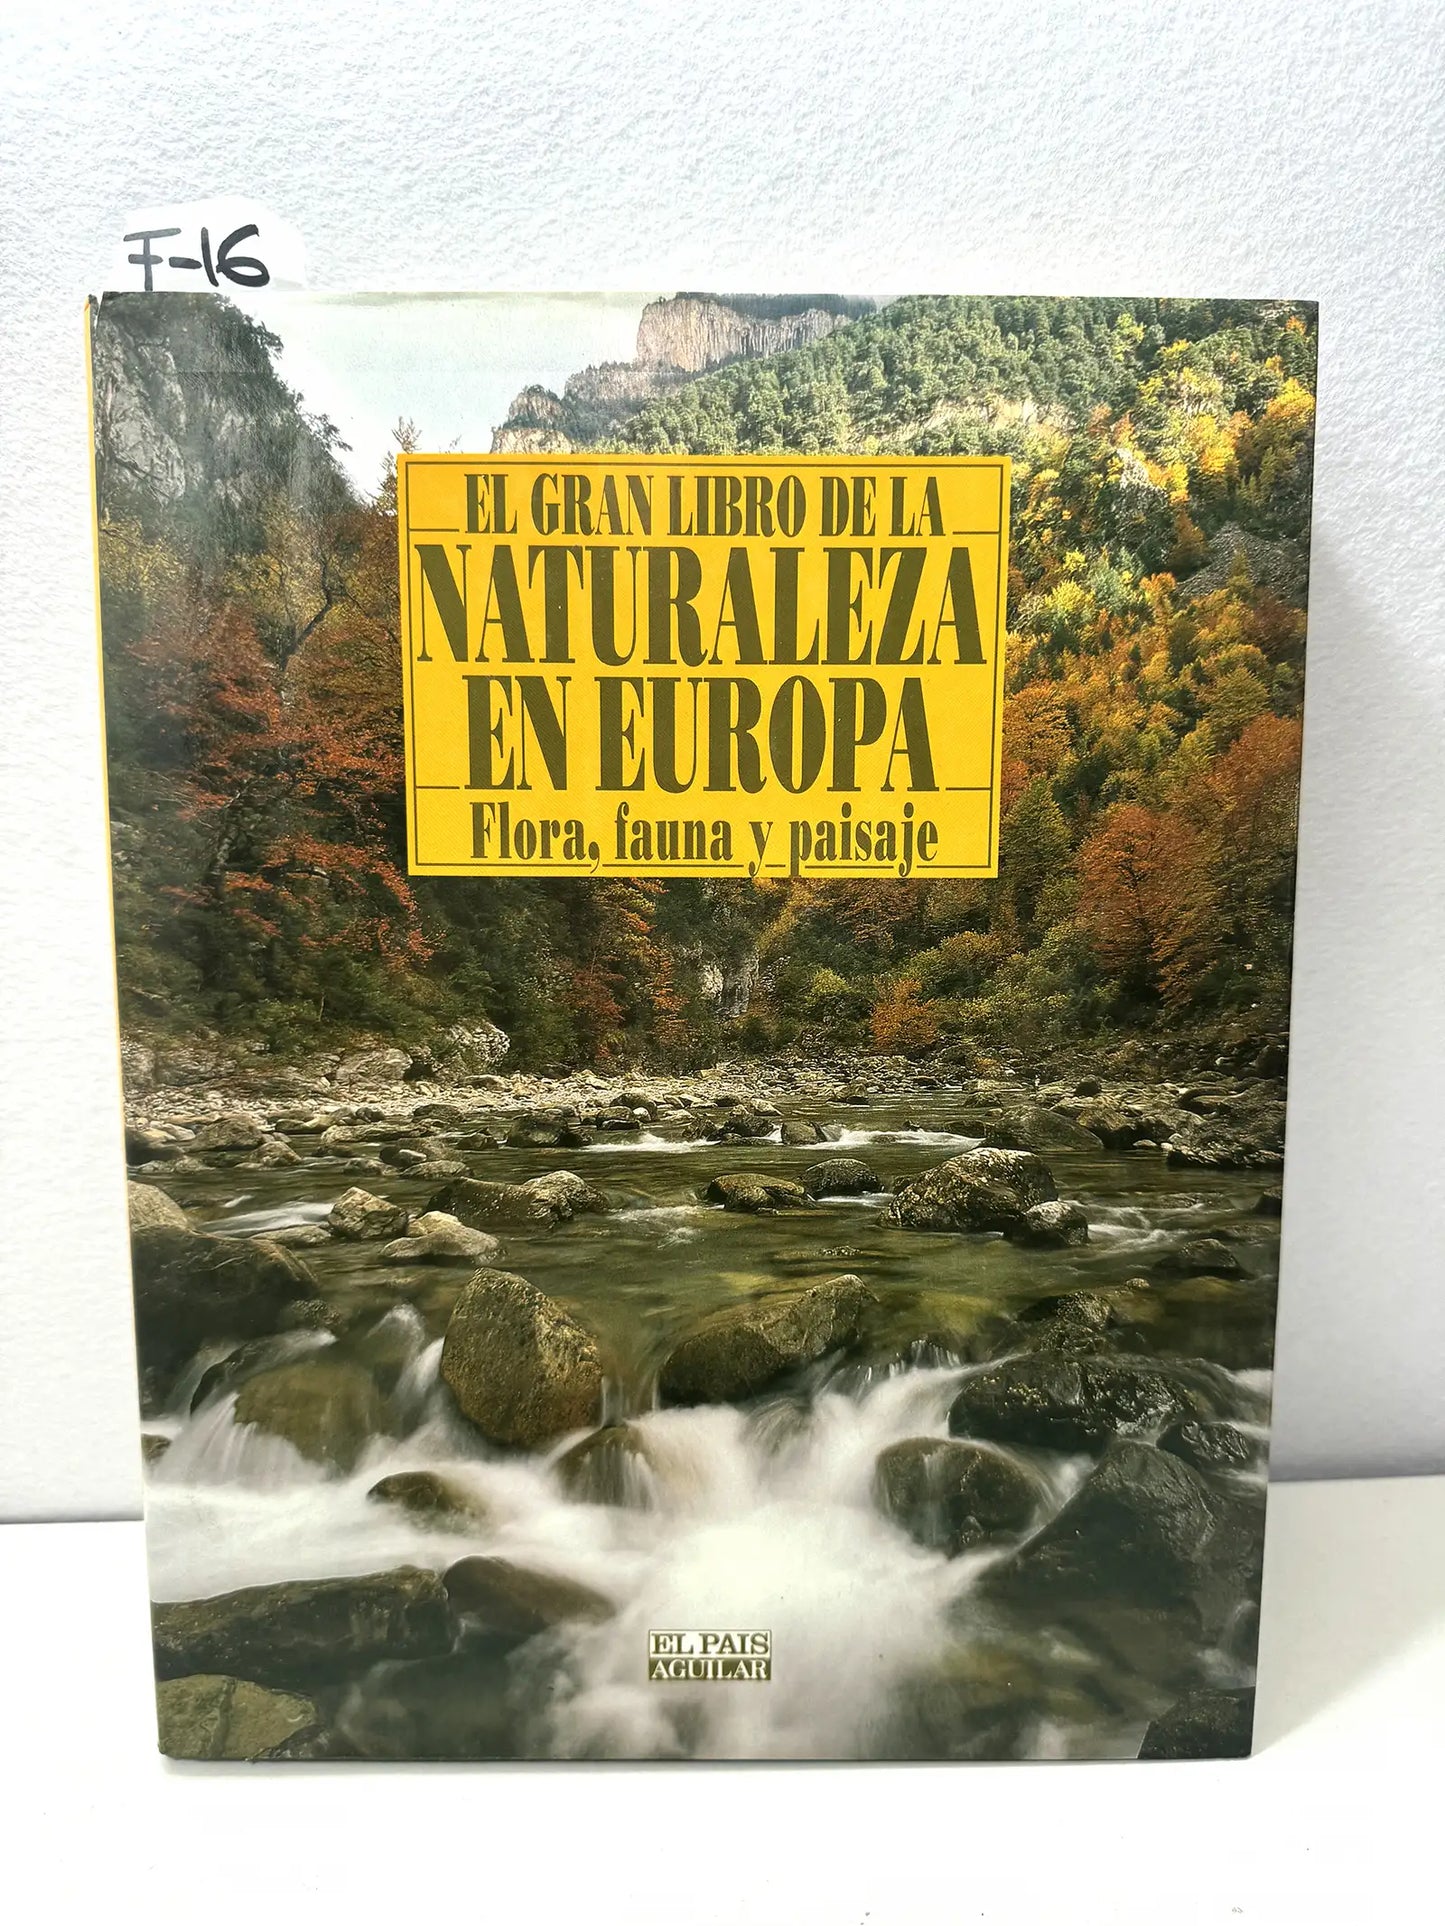 F-16
EL GRAN LIBRO DE LA
NATURALEZA
EN EUROPA
Flora, fauna y paisaje
EL PAIS
AGUILAR